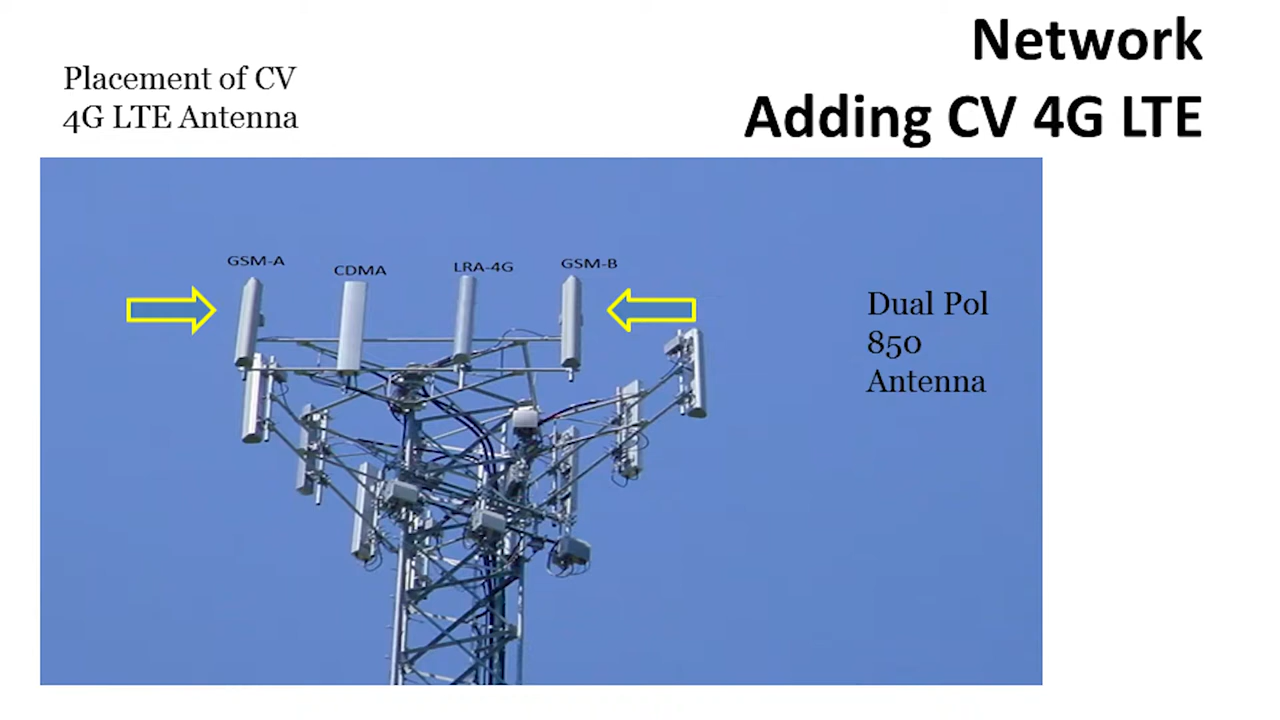 Network
Adding CV 4G LTE
Placement of CV
4G LTE Antenna
GSM-A
CDMA
LRA-4G
GSM-B
Dual Pol
850
Antenna